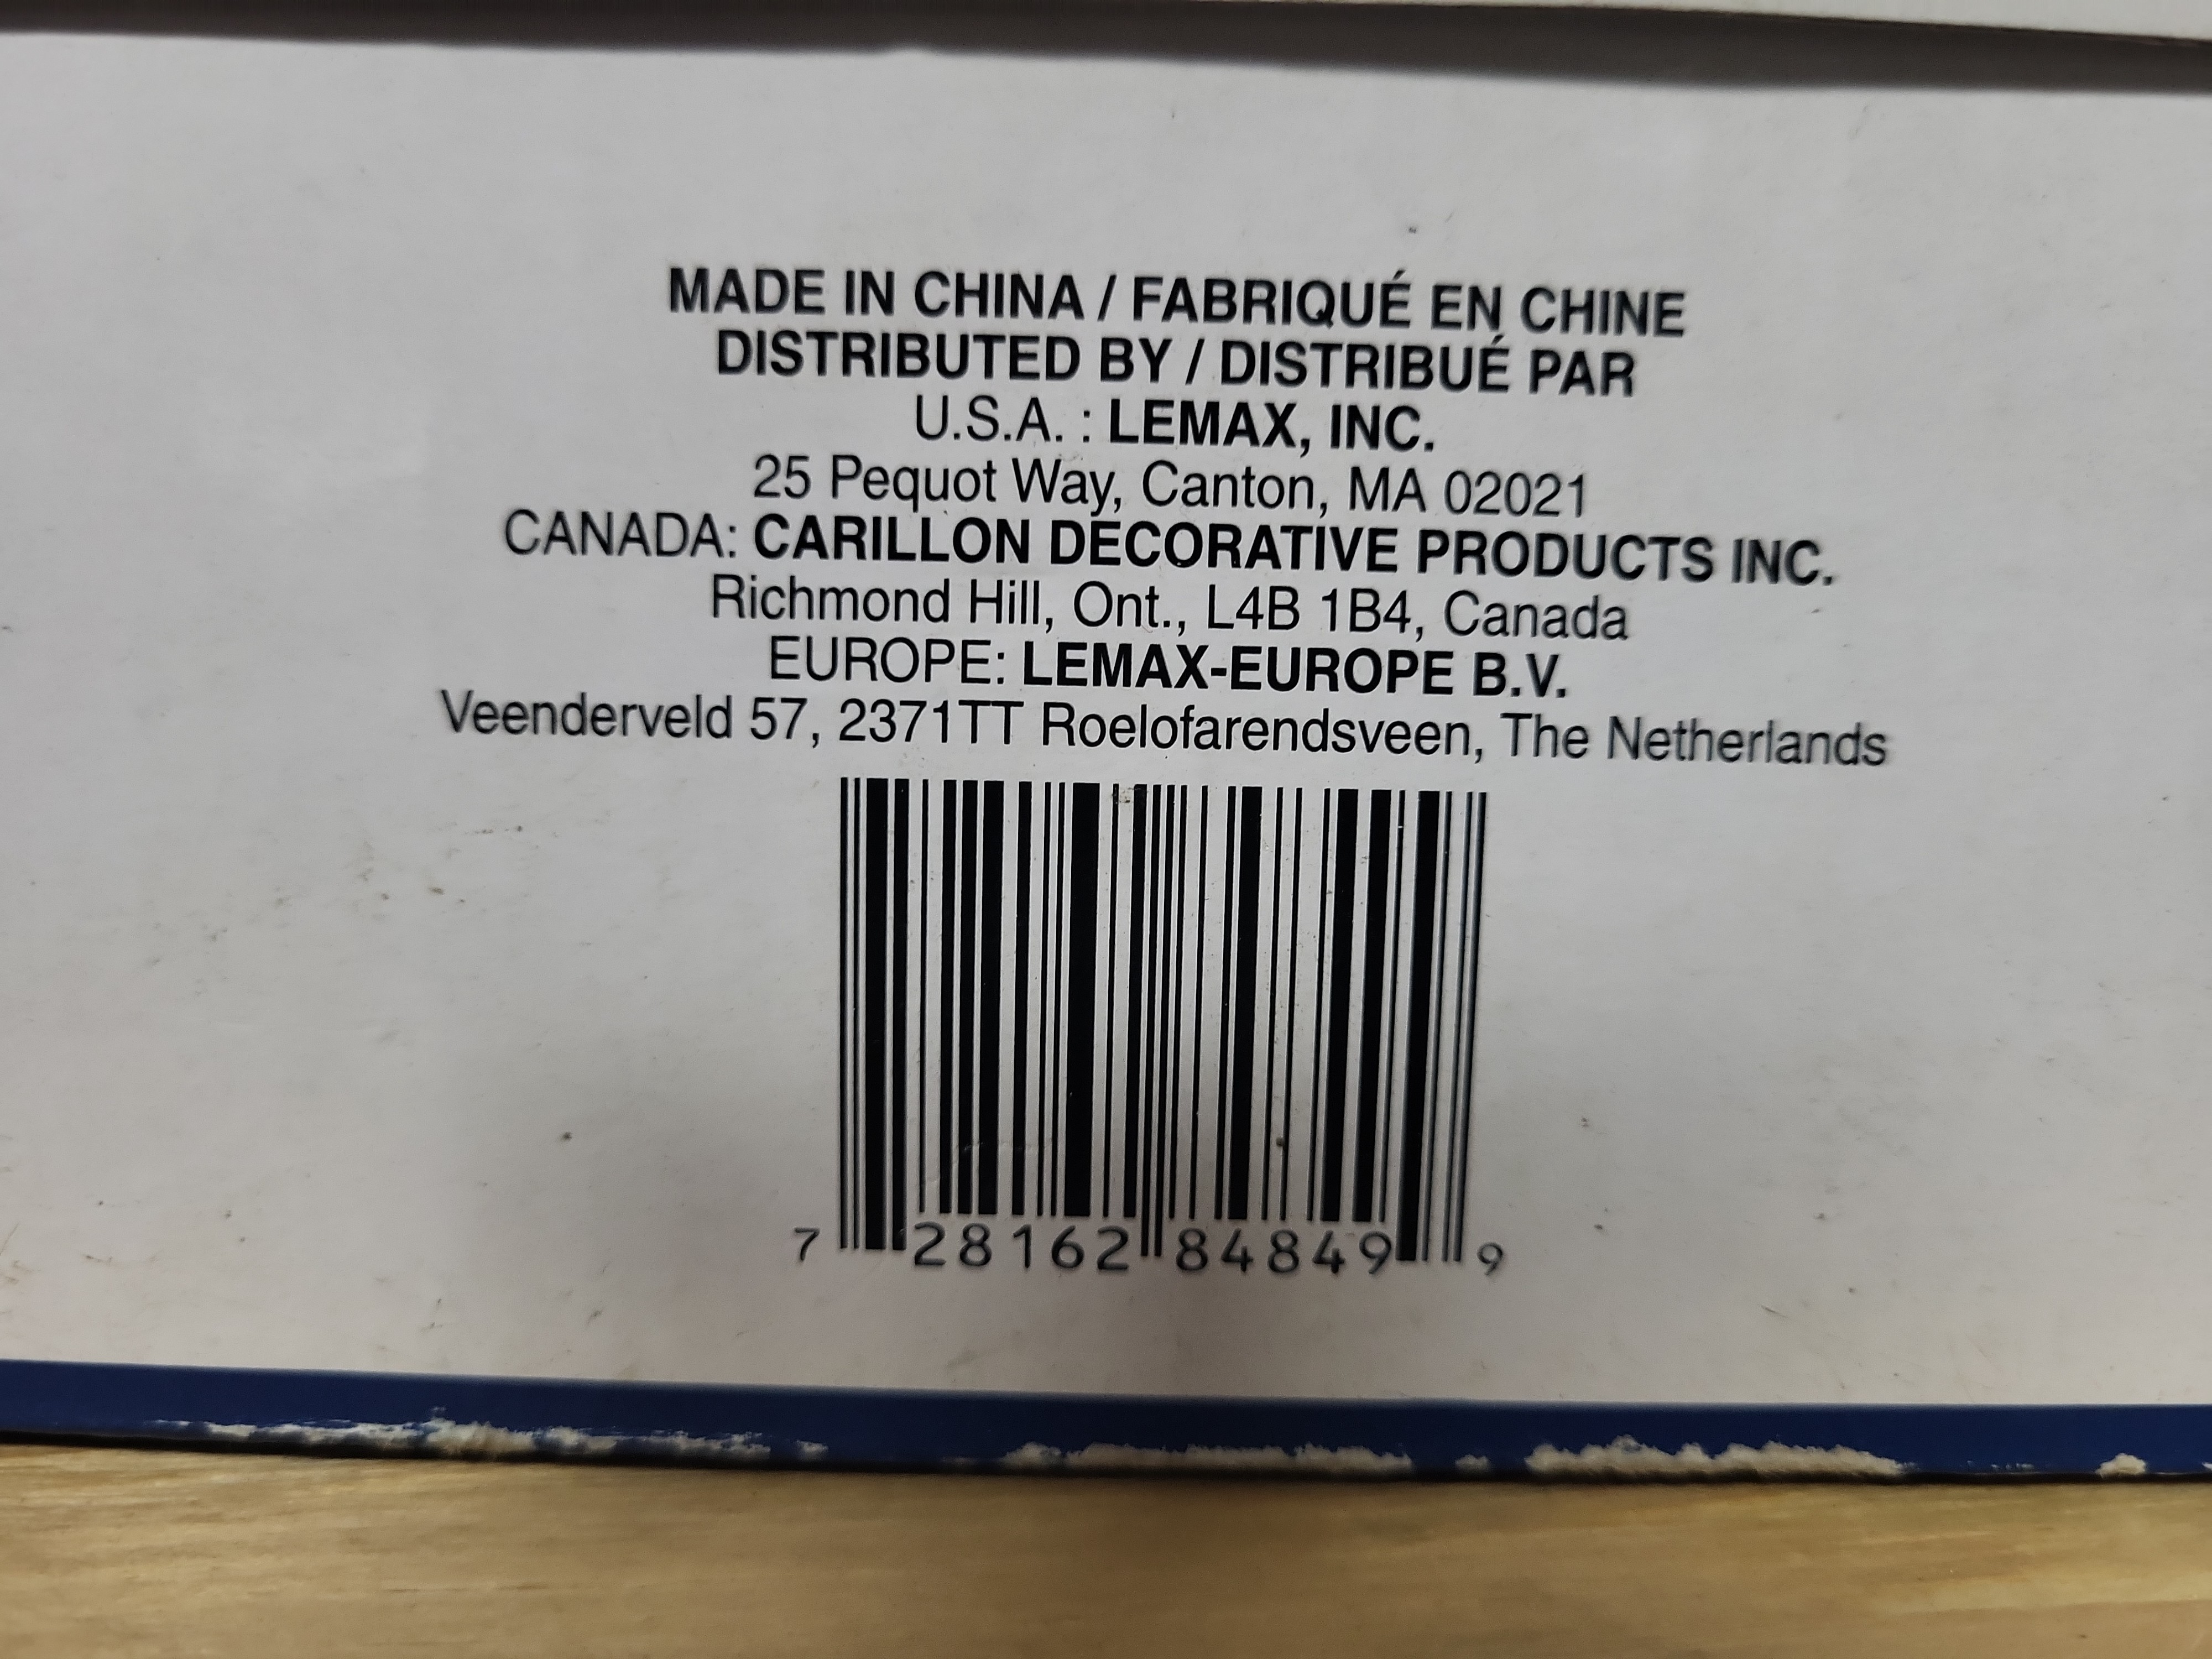 MADE IN CHINA / FABRIQUÉ EN CHINE
DISTRIBUTED BY / DISTRIBUÉ PAR
U.S.A. : LEMAX, INC.
25 Pequot Way, Canton, MA 02021
CANADA: CARILLON DECORATIVE PRODUCTS INC.
Richmond Hill, Ont., L4B 1B4, Canada
EUROPE: LEMAX-EUROPE B.V.
Veenderveld 57, 2371TT Roelofarendsveen, The Netherlands
7 28162 84849 9